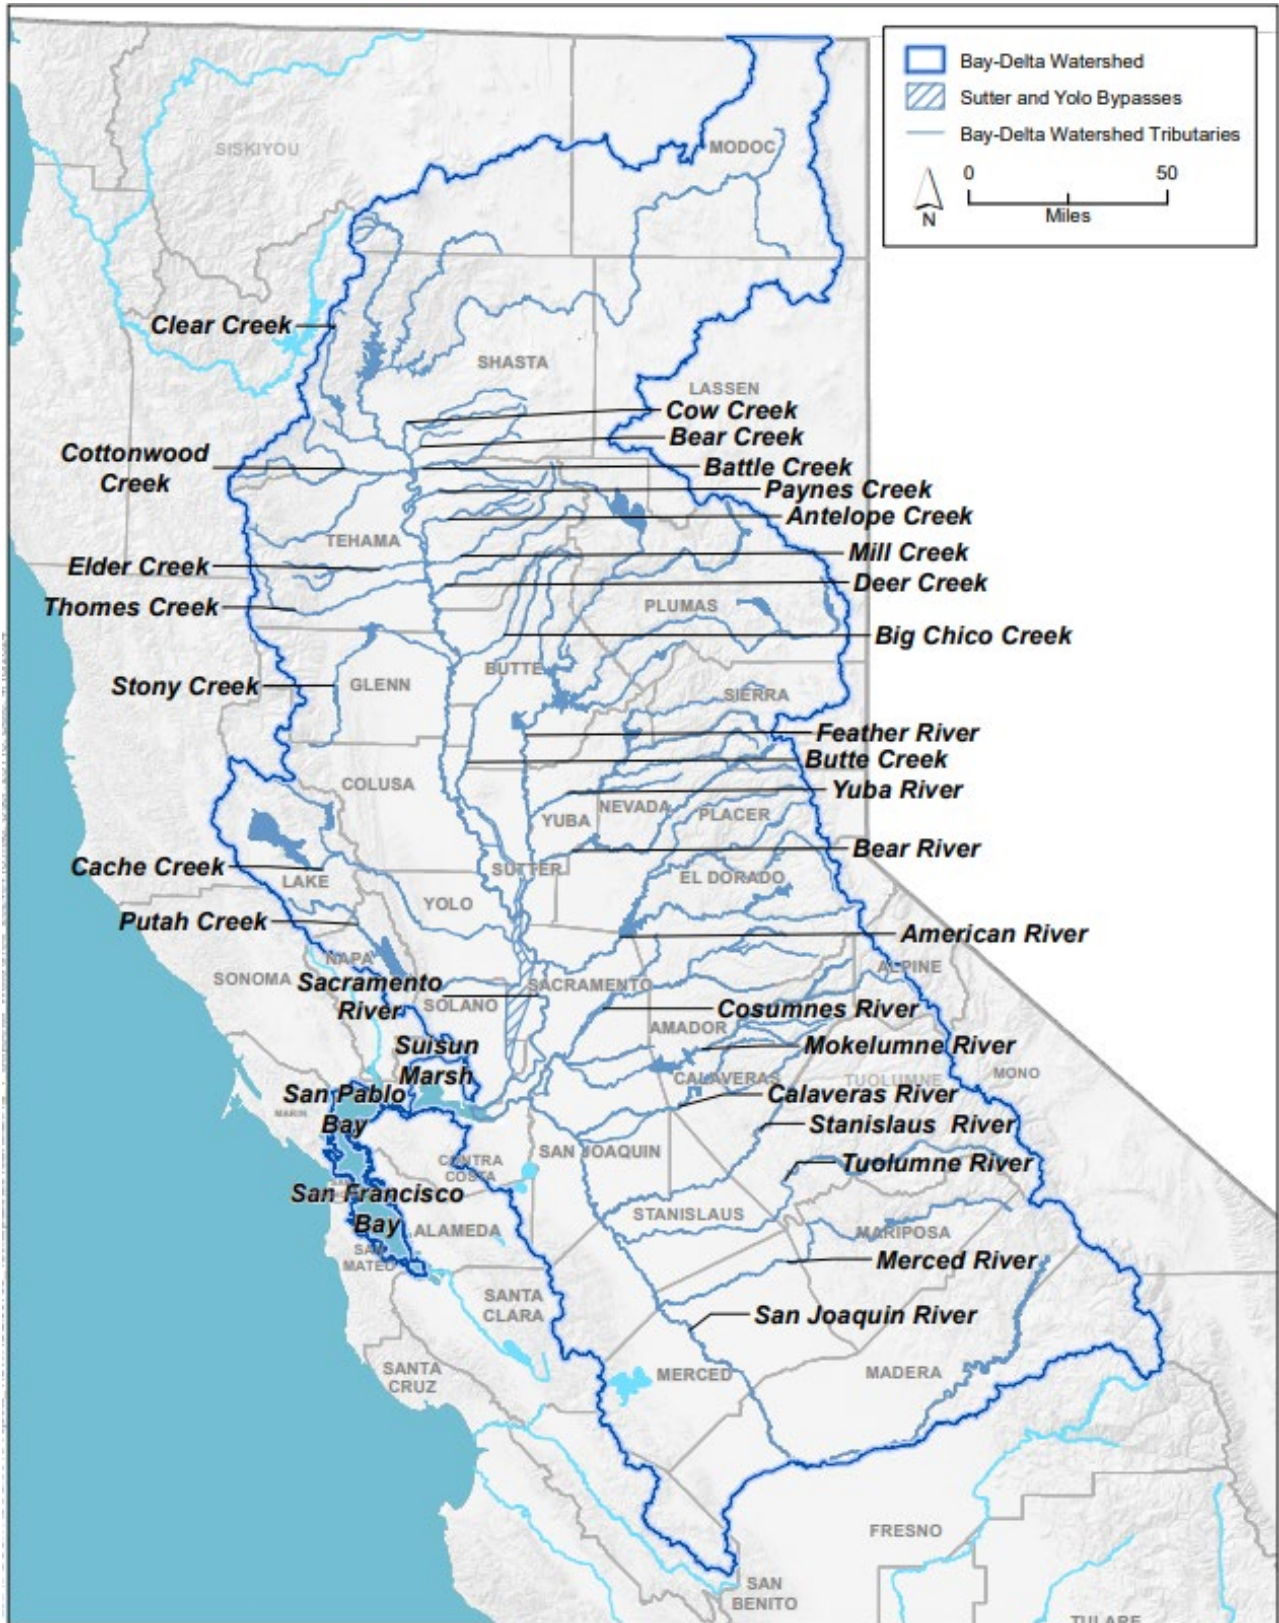 Bay-Delta Watershed
Sutter and Yolo Bypasses
Bay-Delta Watershed Tributaries
0 50
Miles
N
SISKIYOU
MODOC
Clear Creek
SHASTA
LASSEN
Cow Creek
Bear Creek
Cottonwood
Creek
Battle Creek
Paynes Creek
Antelope Creek
TEHAMA
Mill Creek
Elder Creek
Deer Creek
Thomes Creek
PLUMAS
Big Chico Creek
BUTTE
Stony Creek
GLENN
SIERRA
Feather River
Butte Creek
COLUSA
Yuba River
NEVADA
PLACER
YUBA
Bear River
Cache Creek
SUTTER
LAKE
EL DORADO
YOLO
Putah Creek
American River
NAPA
ALPINE
SONOMA
Sacramento
River
SACRAMENTO
SOLANO
Cosumnes River
AMADOR
Suisun
Marsh
Mokelumne River
MONO
CALAVERAS
TUOLUMNE
San Pablo
Bay
MARIN
Calaveras River
Stanislaus River
SAN JOAQUIN
CONTRA
COSTA
Tuolumne River
San Francisco
Bay
STANISLAUS
ALAMEDA
MARIPOSA
SAN
MATEO
Merced River
SANTA
CLARA
San Joaquin River
SANTA
CRUZ
MERCED
MADERA
FRESNO
SAN
BENITO
TULARE